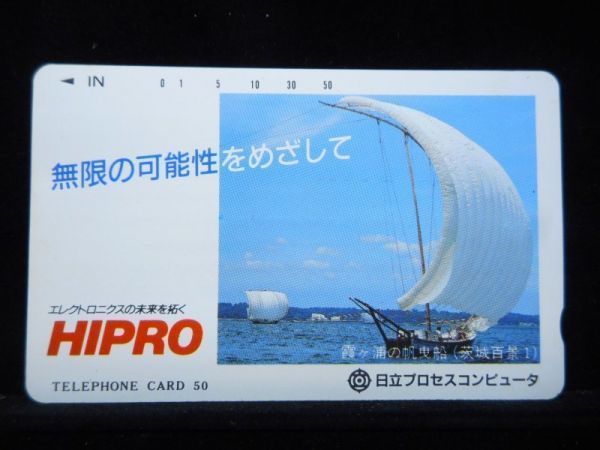 ◄ IN 0 1 5 10 30 50
無限の可能性をめざして
エレクトロニクスの未来を拓く
HIPRO
霞ヶ浦の帆曳船(茨城百景1)
TELEPHONE CARD 50
日立プロセスコンピュータ